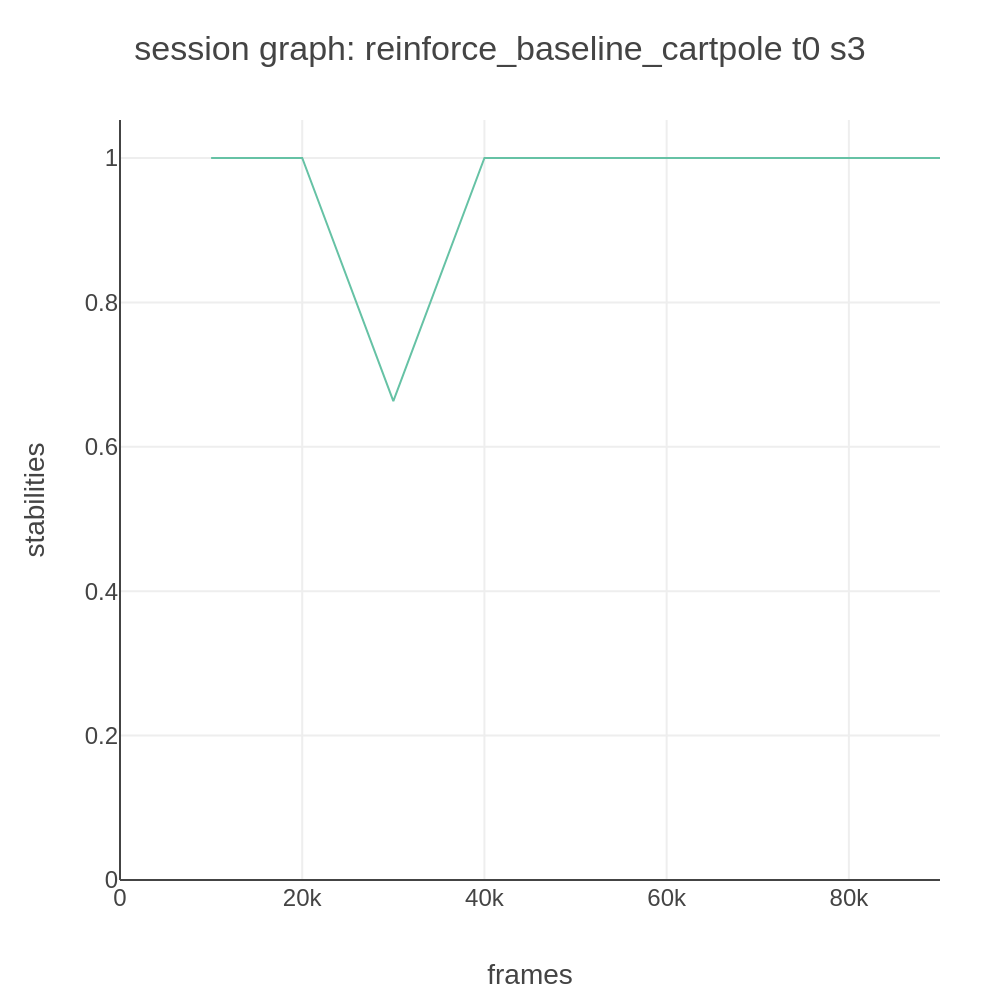 session graph: reinforce_baseline_cartpole t0 s3
1
0.8
0.6
0.4
0.2
0
0 20k 40k 60k 80k
stabilities
frames